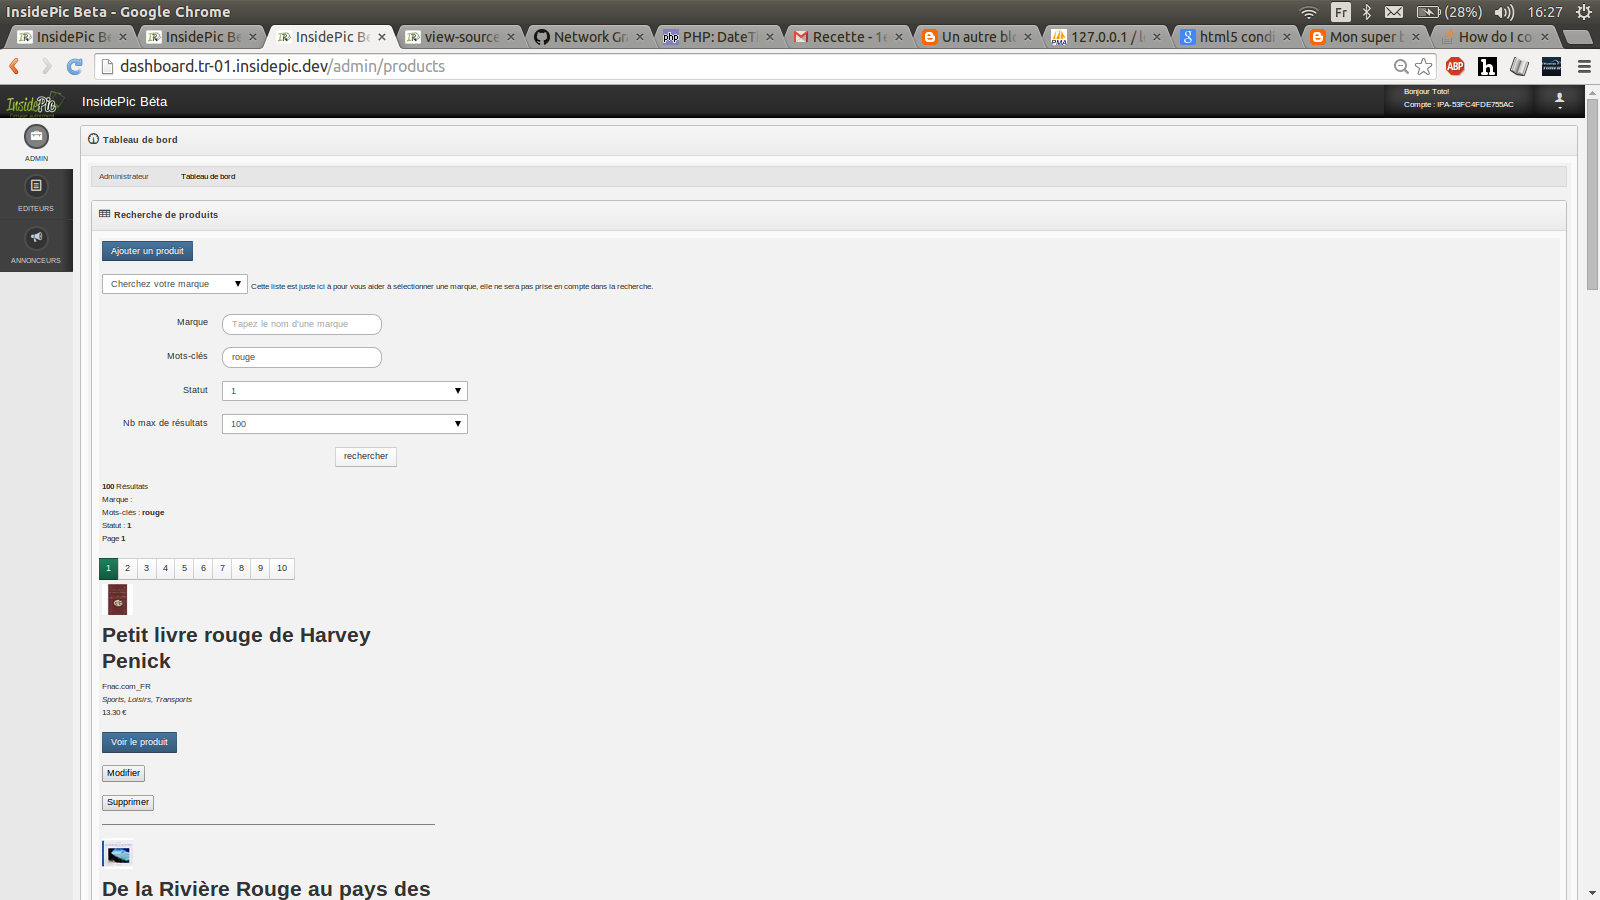 InsidePic Beta - Google Chrome
Fr (28%) 16:27
InsidePic Be InsidePic Be InsidePic Be view-source Network Gra PHP: DateTi Recette - 1e Un autre blo 127.0.0.1 / lo html5 condi Mon super b How do I co
dashboard.tr-01.insidepic.dev/admin/products
ABP
InsidePic
InsidePic Béta
Bonjour Toto!
Compte : IPA-53FC4FDE755AC
ADMIN
EDITEURS
ANNONCEURS
Tableau de bord
Administrateur Tableau de bord
Recherche de produits
Ajouter un produit
Cherchez votre marque Cette liste est juste ici à pour vous aider à sélectionner une marque, elle ne sera pas prise en compte dans la recherche.
Marque Tapez le nom d'une marque
Mots-clés rouge
Statut 1
Nb max de résultats 100
rechercher
100 Résultats
Marque :
Mots-clés : rouge
Statut : 1
Page 1
1 2 3 4 5 6 7 8 9 10
Petit livre rouge de Harvey
Penick
Fnac.com_FR
Sports, Loisirs, Transports
13.30 €
Voir le produit
Modifier
Supprimer
De la Rivière Rouge au pays des